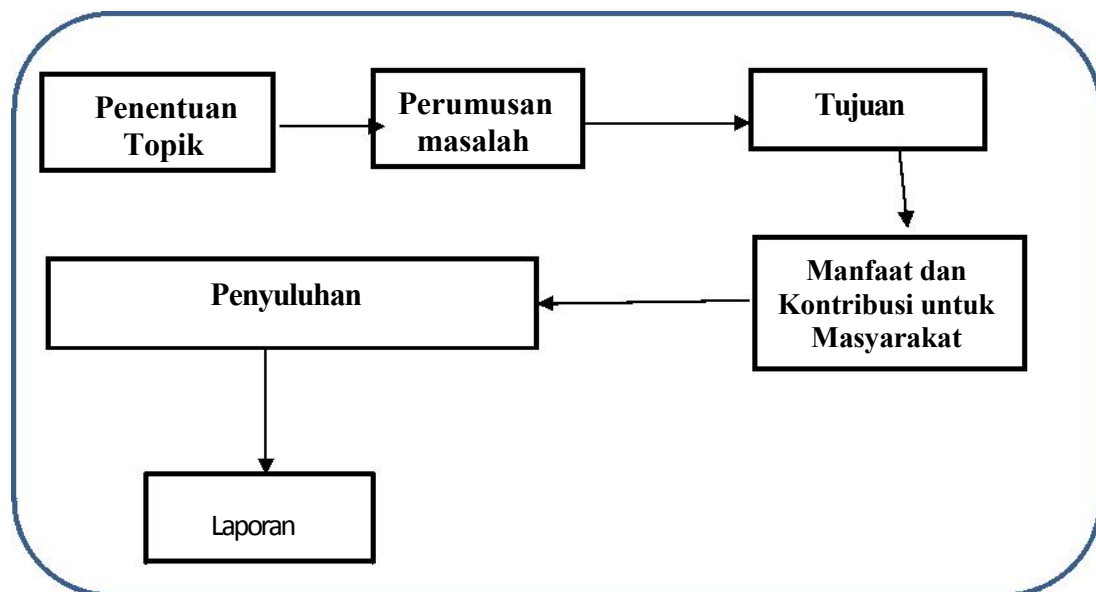 Penentuan
Topik
Perumusan
masalah
Tujuan
Manfaat dan
Kontribusi untuk
Masyarakat
Penyuluhan
Laporan